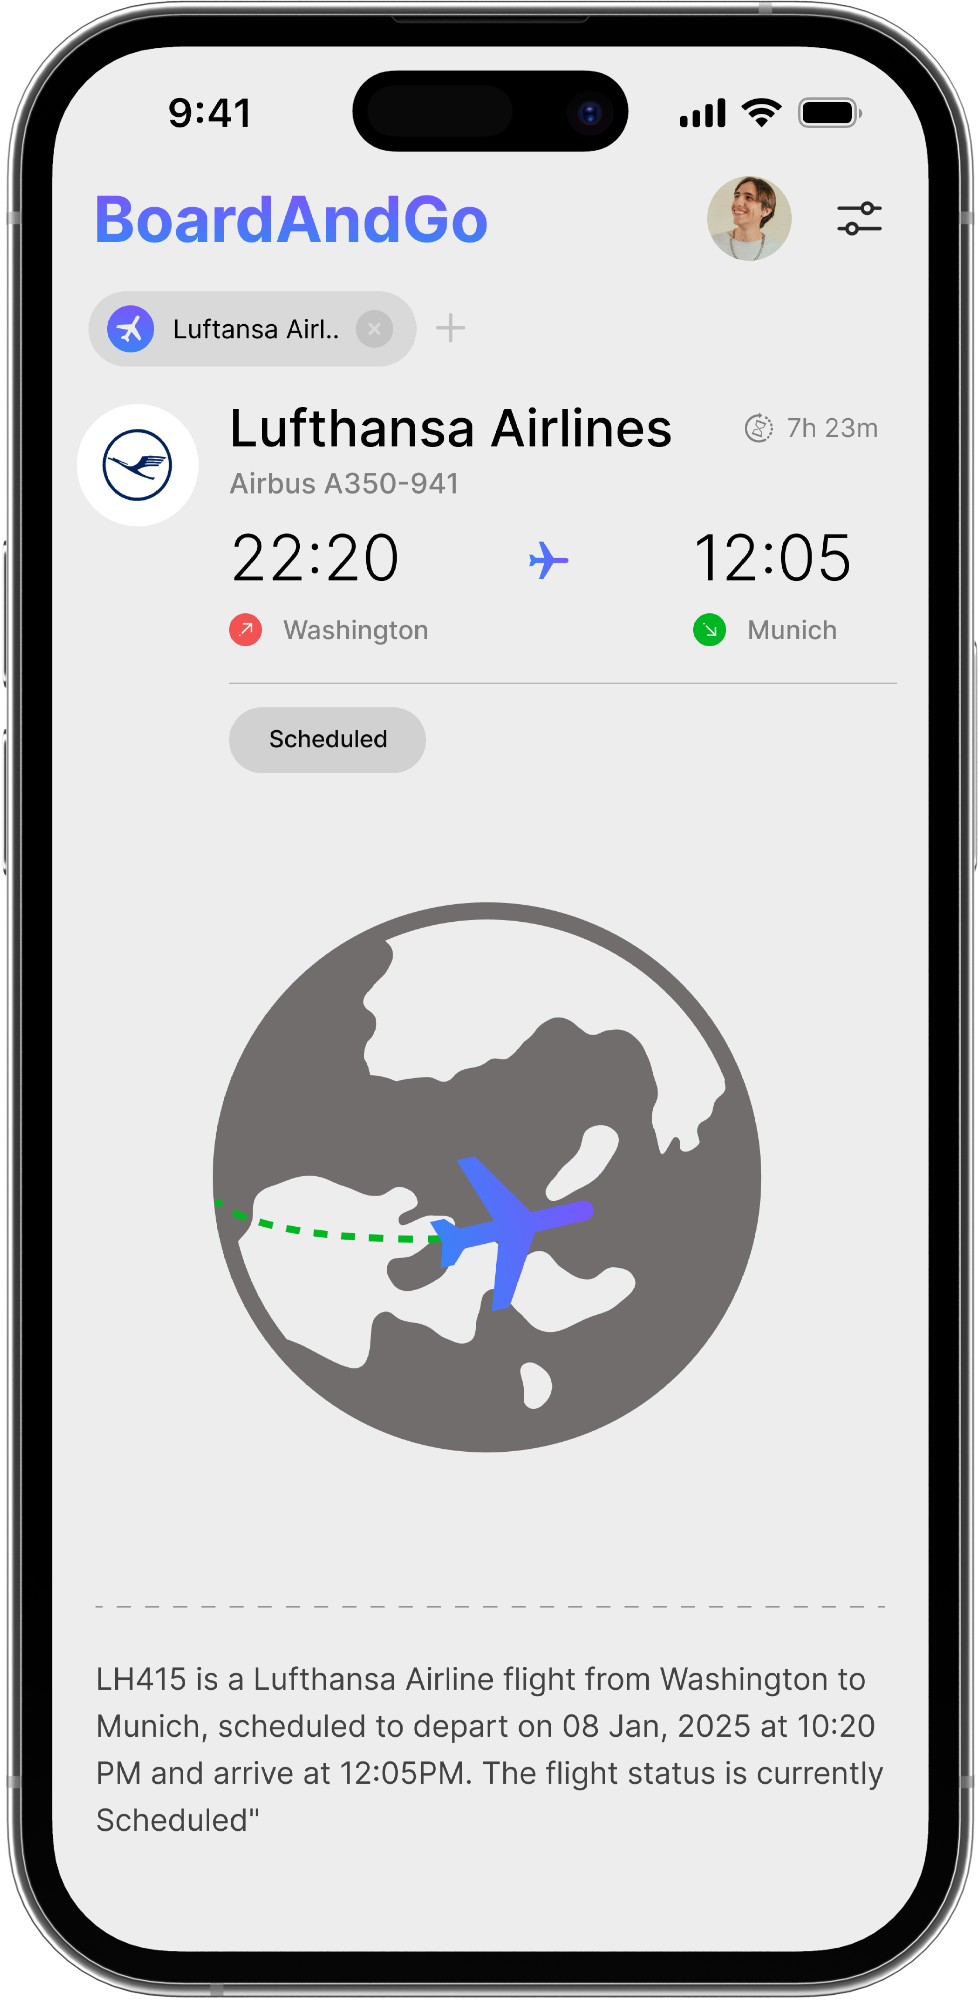 9:41
BoardAndGo
Luftansa Airl..
Lufthansa Airlines
7h 23m
Airbus A350-941
22:20
12:05
Washington
Munich
Scheduled
LH415 is a Lufthansa Airline flight from Washington to
Munich, scheduled to depart on 08 Jan, 2025 at 10:20
PM and arrive at 12:05PM. The flight status is currently
Scheduled"